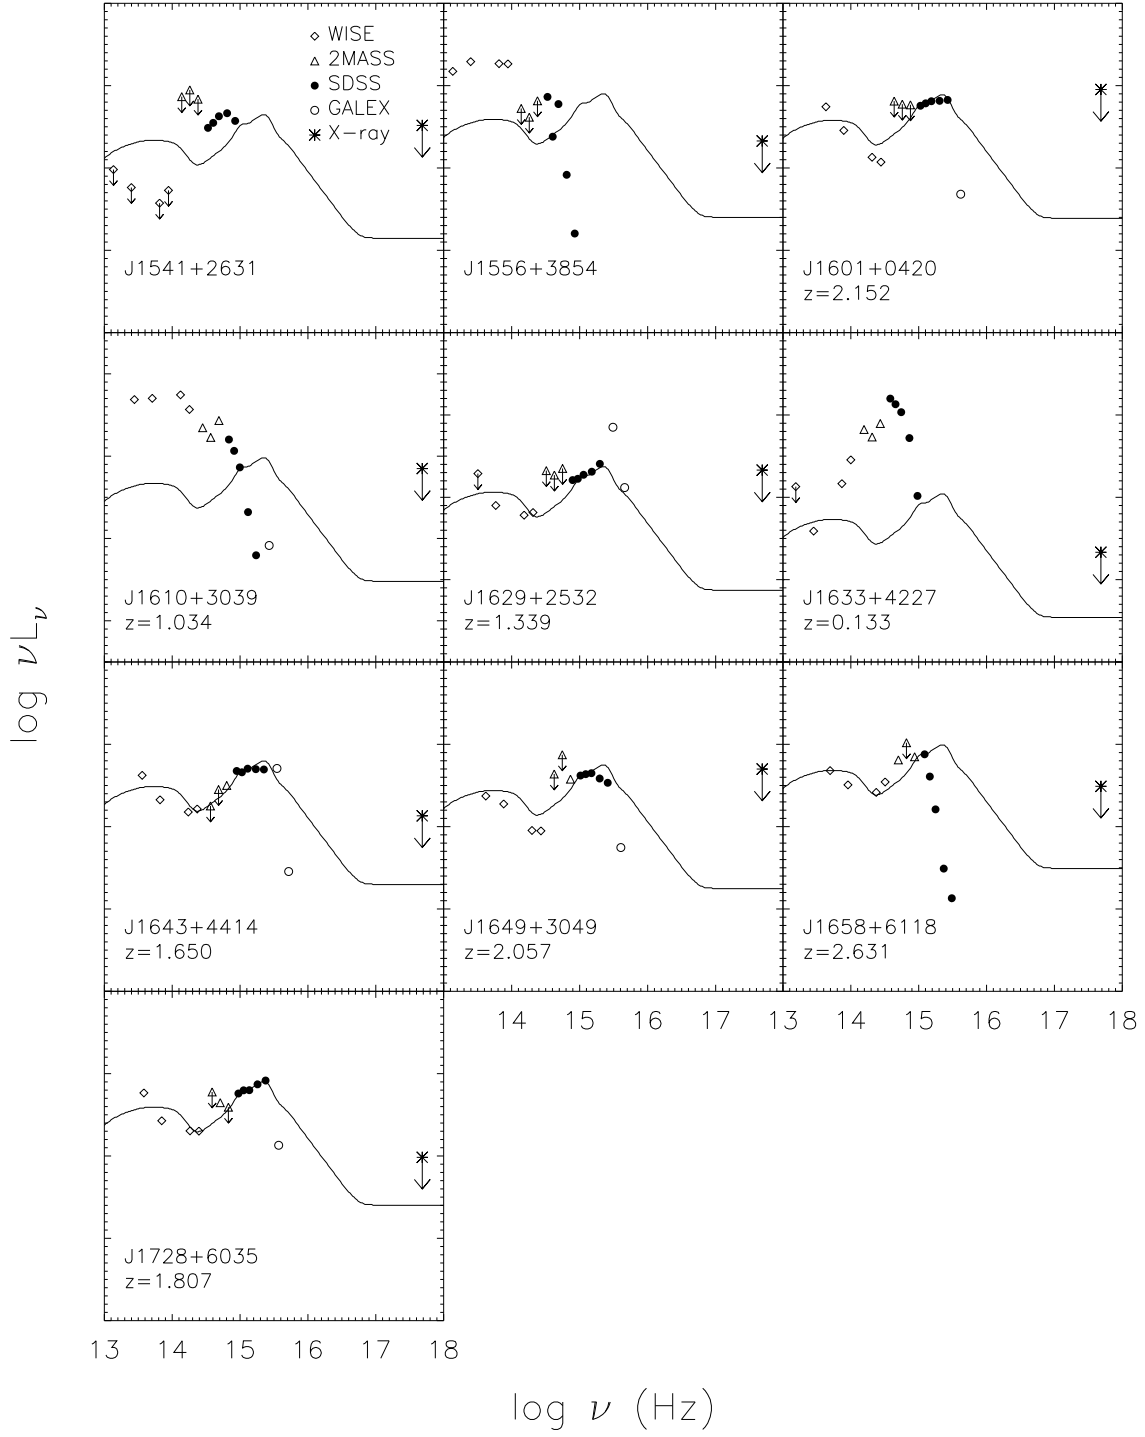 WISE
2MASS
SDSS
GALEX
X-ray
J1541+2631
J1556+3854
J1601+0420
z=2.152
J1610+3039
z=1.034
J1629+2532
z=1.339
J1633+4227
z=0.133
J1643+4414
z=1.650
J1649+3049
z=2.057
J1658+6118
z=2.631
14 15 16 17 13 14 15 16 17 18
J1728+6035
z=1.807
13 14 15 16 17 18
log νLν
log ν (Hz)